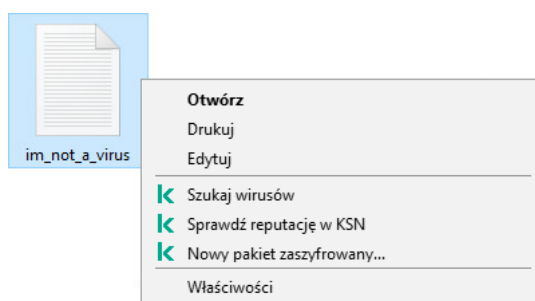 im_not_a_virus
Otwórz
Drukuj
Edytuj
Szukaj wirusów
Sprawdź reputację w KSN
Nowy pakiet zaszyfrowany...
Właściwości